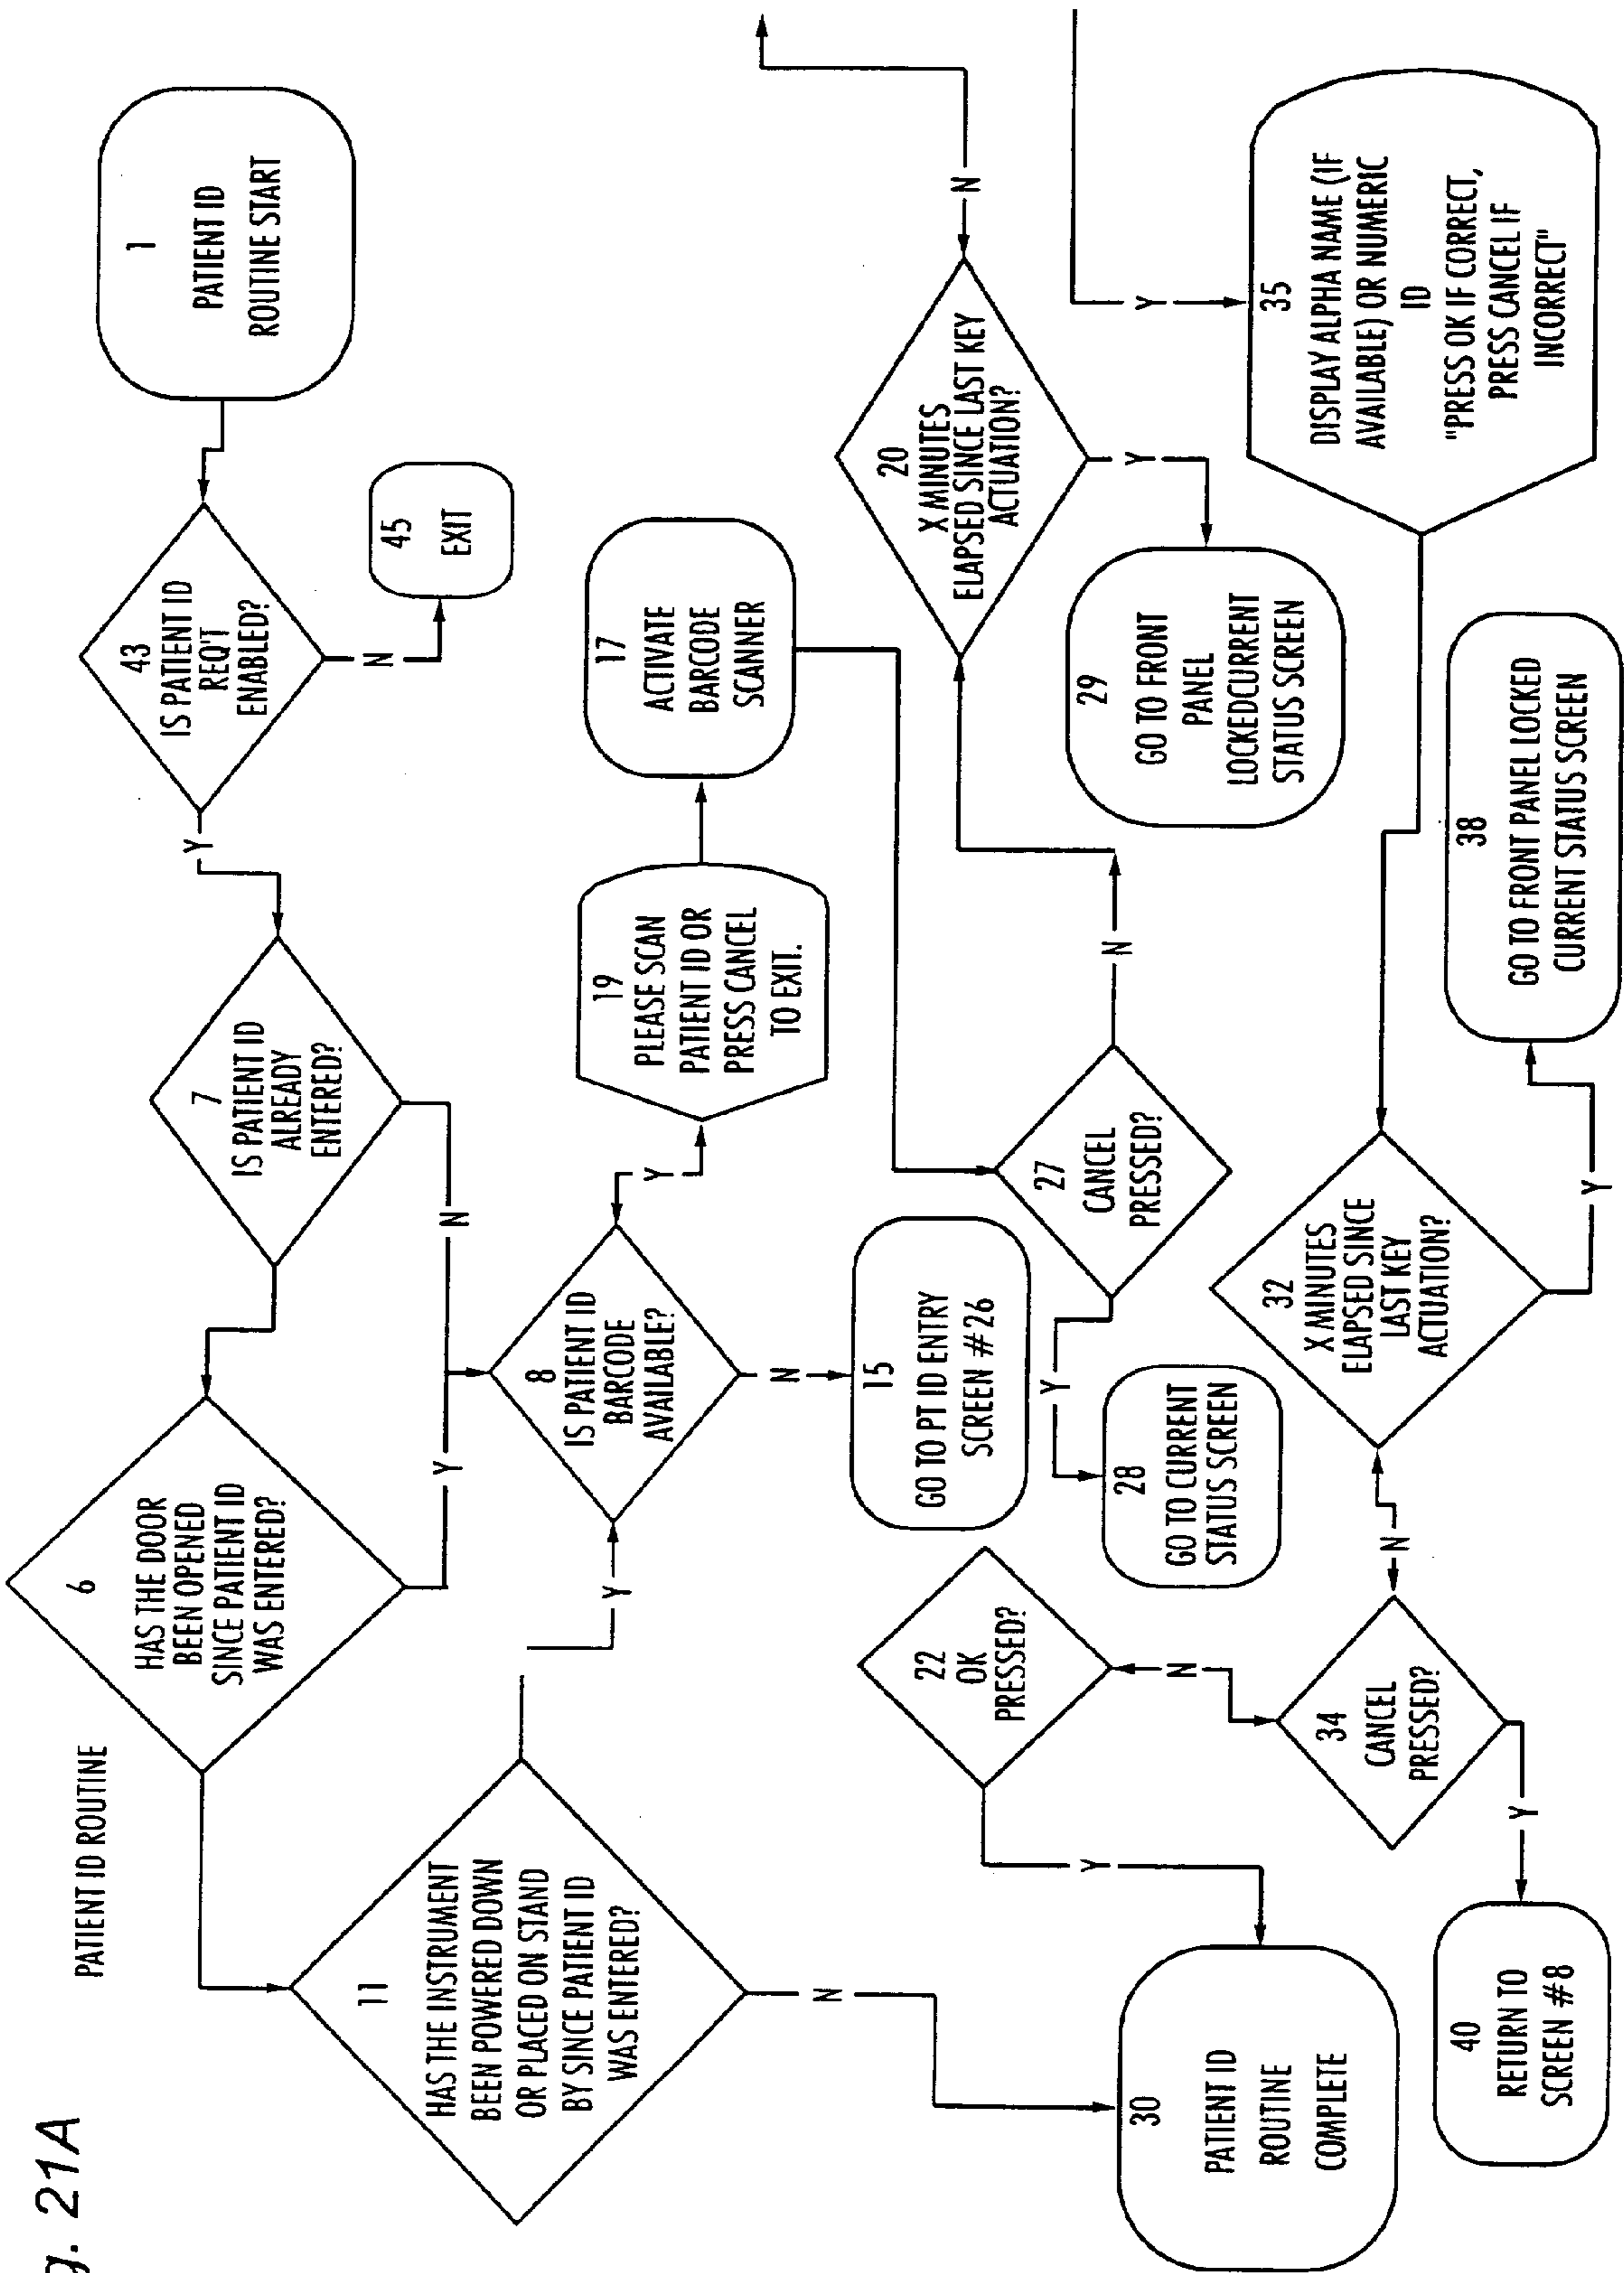 g. 21A
PATIENT ID ROUTINE
1
PATIENT ID
ROUTINE START
43
IS PATIENT ID
REQ'T
ENABLED?
N
45
EXIT
Y
7
IS PATIENT ID
ALREADY
ENTERED?
N
6
HAS THE DOOR
BEEN OPENED
SINCE PATIENT ID
WAS ENTERED?
Y
11
HAS THE INSTRUMENT
BEEN POWERED DOWN
OR PLACED ON STAND
BY SINCE PATIENT ID
WAS ENTERED?
Y
N
8
IS PATIENT ID
BARCODE
AVAILABLE?
Y
N
15
GO TO PT ID ENTRY
SCREEN #26
19
PLEASE SCAN
PATIENT ID OR
PRESS CANCEL
TO EXIT.
17
ACTIVATE
BARCODE
SCANNER
27
CANCEL
PRESSED?
Y
N
28
GO TO CURRENT
STATUS SCREEN
20
X MINUTES
ELAPSED SINCE LAST KEY
ACTUATION?
N
Y
29
GO TO FRONT
PANEL
LOCKEDCURRENT
STATUS SCREEN
Y
35
DISPLAY ALPHA NAME (IF
AVAILABLE) OR NUMERIC
ID
"PRESS OK IF CORRECT,
PRESS CANCEL IF
INCORRECT"
32
X MINUTES
ELAPSED SINCE
LAST KEY
ACTUATION?
Y
38
GO TO FRONT PANEL LOCKED
CURRENT STATUS SCREEN
N
34
CANCEL
PRESSED?
Y
40
RETURN TO
SCREEN #8
N
22
OK
PRESSED?
Y
30
PATIENT ID
ROUTINE
COMPLETE